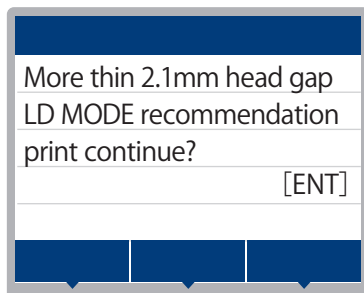 More thin 2.1mm head gap
LD MODE recommendation
print continue?
[ENT]